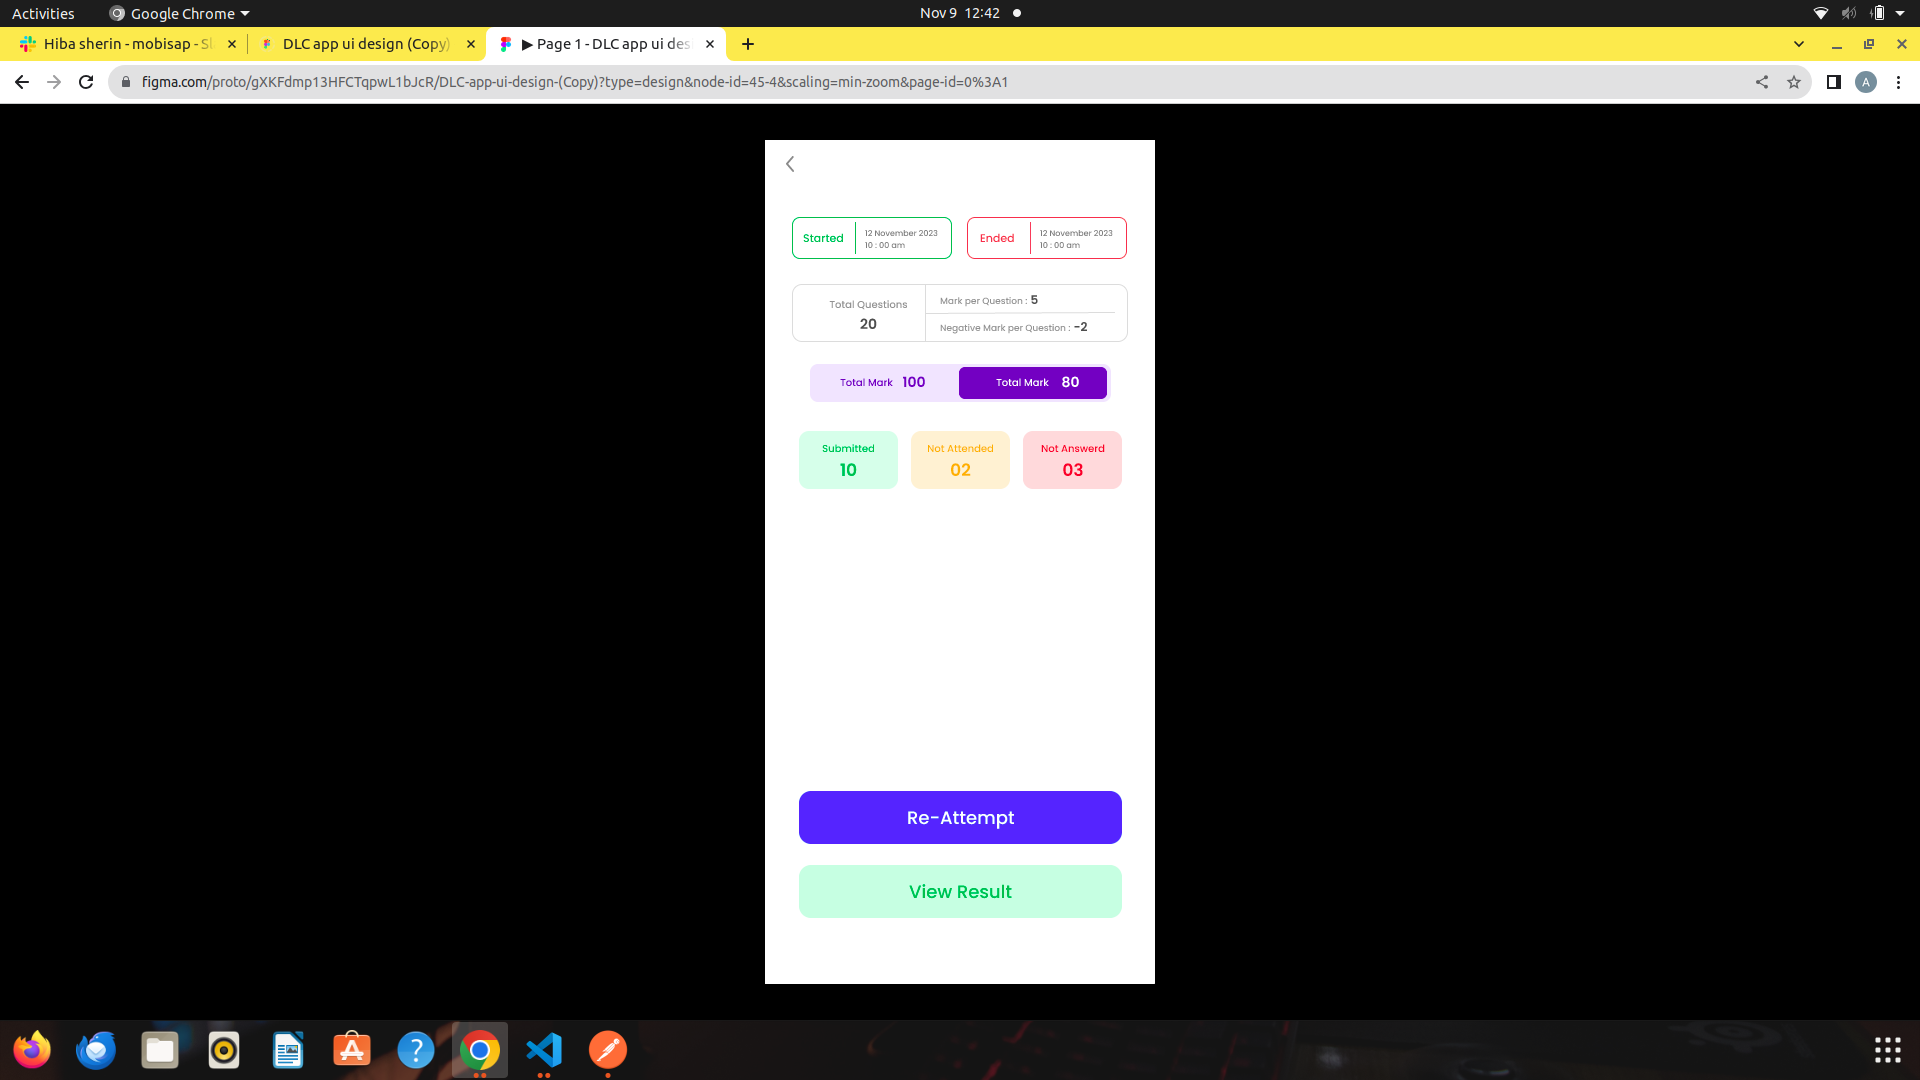 Activities
Google Chrome
Nov 9 12:42
Hiba sherin - mobisap - Sl
DLC app ui design (Copy)
▶ Page 1 - DLC app ui des
figma.com/proto/gXKFdmp13HFCTqpwL1bJcR/DLC-app-ui-design-(Copy)?type=design&node-id=45-4&scaling=min-zoom&page-id=0%3A1
A
Started
12 November 2023
10 : 00 am
Ended
12 November 2023
10 : 00 am
Total Questions
20
Mark per Question : 5
Negative Mark per Question : -2
Total Mark 100
Total Mark 80
Submitted
10
Not Attended
02
Not Answerd
03
Re-Attempt
View Result